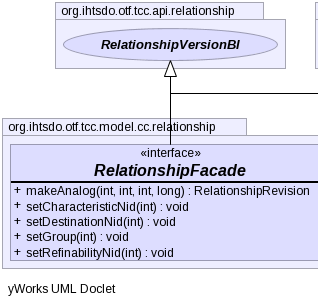 org.ihtsdo.otf.tcc.api.relationship
RelationshipVersionBI
org.ihtsdo.otf.tcc.model.cc.relationship
«interface»
RelationshipFacade
+ makeAnalog(int, int, int, long) : RelationshipRevision
+ setCharacteristicNid(int) : void
+ setDestinationNid(int) : void
+ setGroup(int) : void
+ setRefinabilityNid(int) : void
yWorks UML Doclet